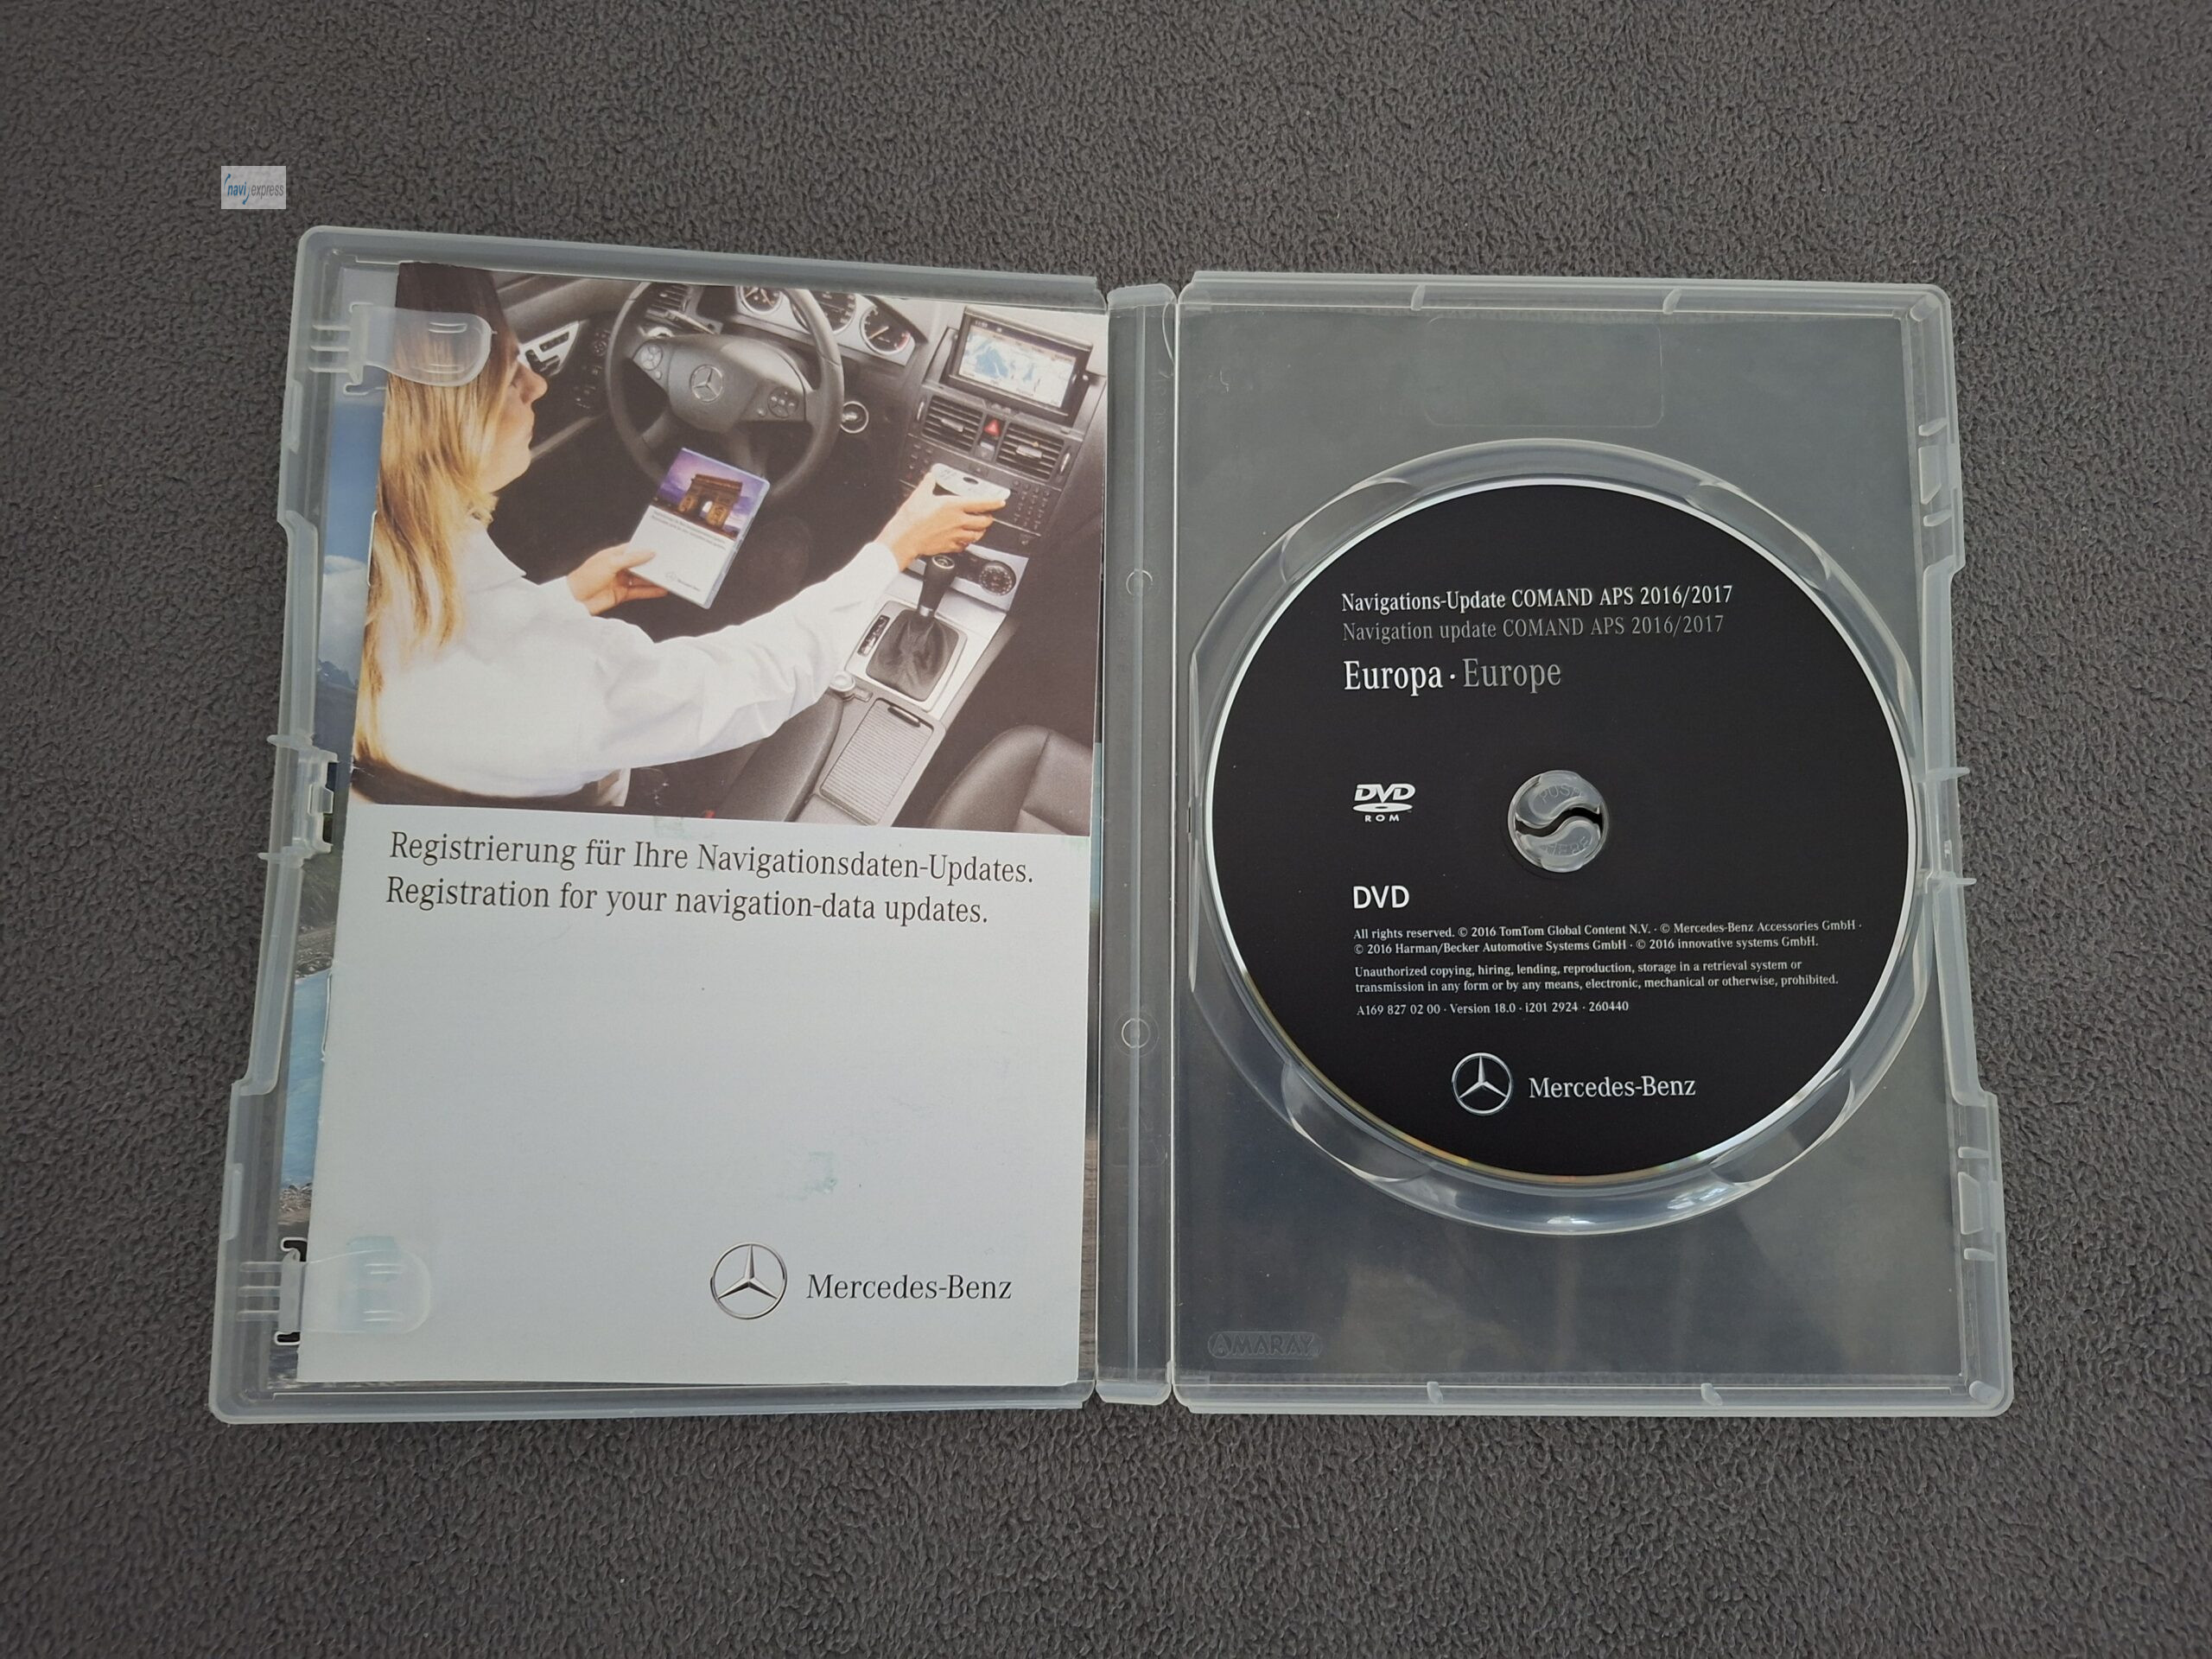 navi express
Registrierung für Ihre Navigationsdaten-Updates.
Registration for your navigation-data updates.
Mercedes-Benz
Navigations-Update COMAND APS 2016/2017
Navigation update COMAND APS 2016/2017
Europa · Europe
DVD
ROM
PUSH
DVD
All rights reserved. © 2016 TomTom Global Content N.V. · © Mercedes-Benz Accessories GmbH ·
© 2016 Harman/Becker Automotive Systems GmbH · © 2016 innovative systems GmbH.
Unauthorized copying, hiring, lending, reproduction, storage in a retrieval system or
transmission in any form or by any means, electronic, mechanical or otherwise, prohibited.
A169 827 02 00 · Version 18.0 · i201 2924 · 260440
Mercedes-Benz
AMARAY